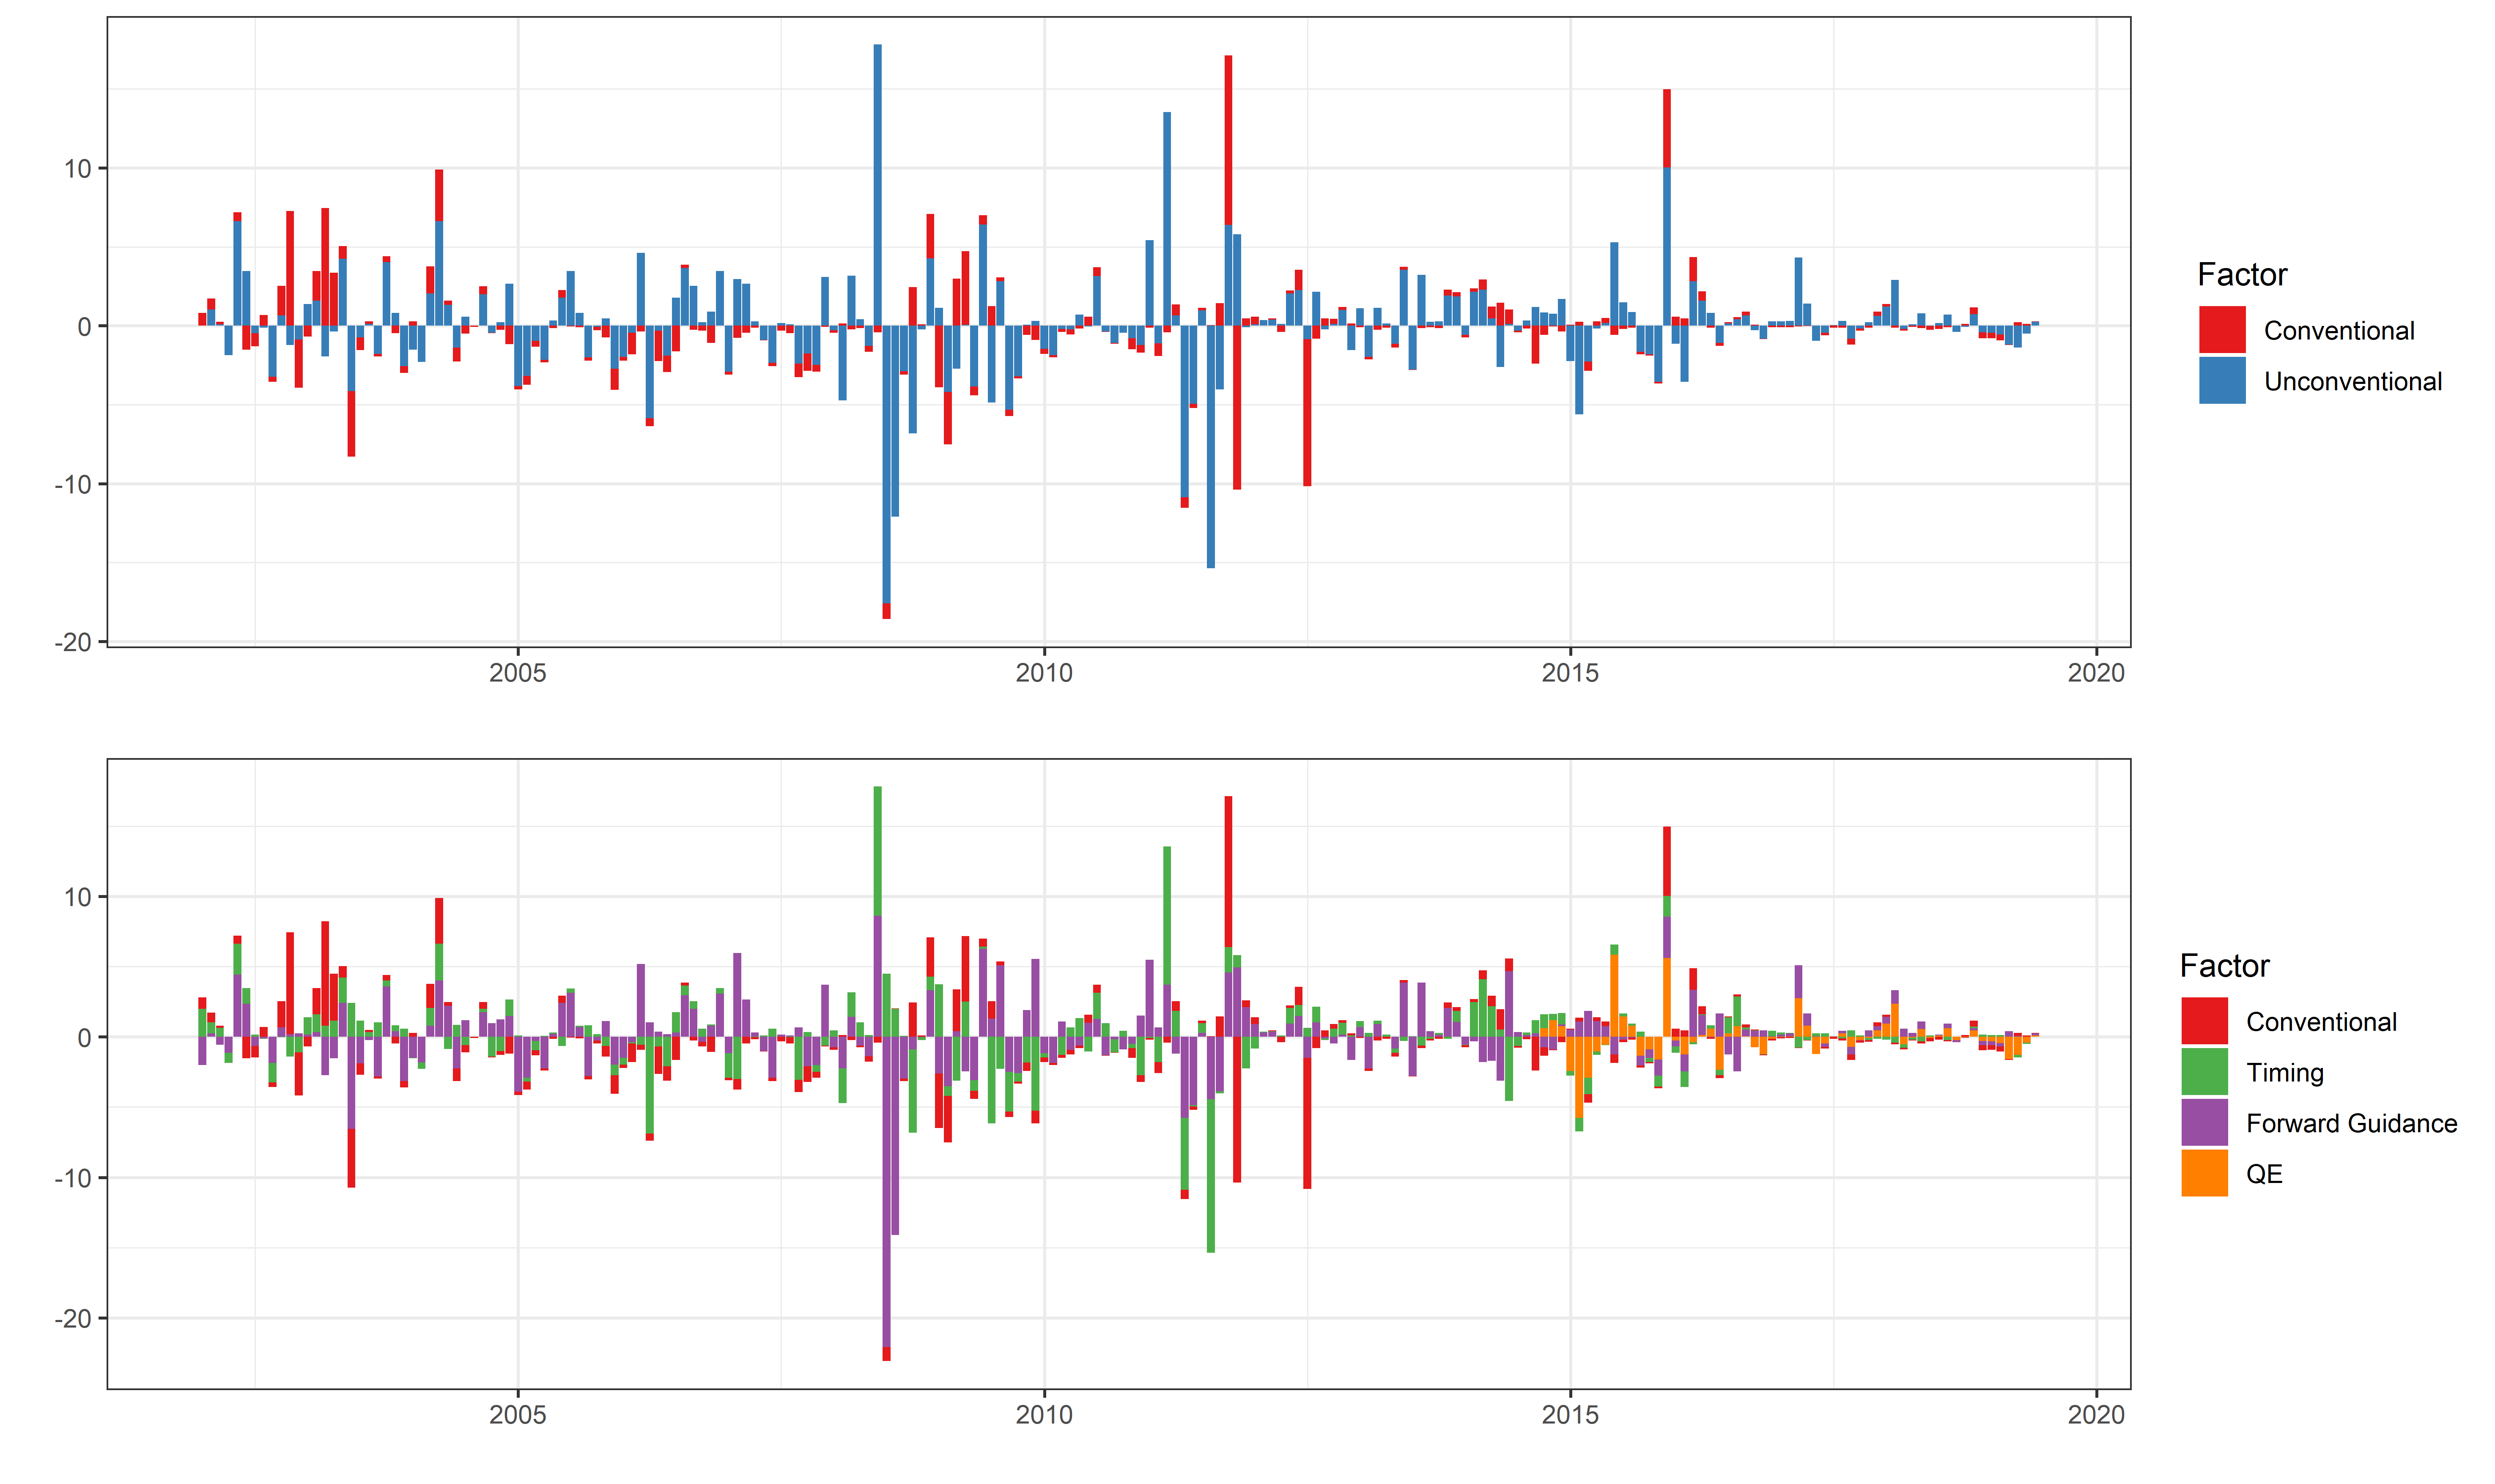 10
0
-10
-20
2005 2010 2015 2020
Factor
Conventional
Unconventional
10
0
-10
-20
2005 2010 2015 2020
Factor
Conventional
Timing
Forward Guidance
QE